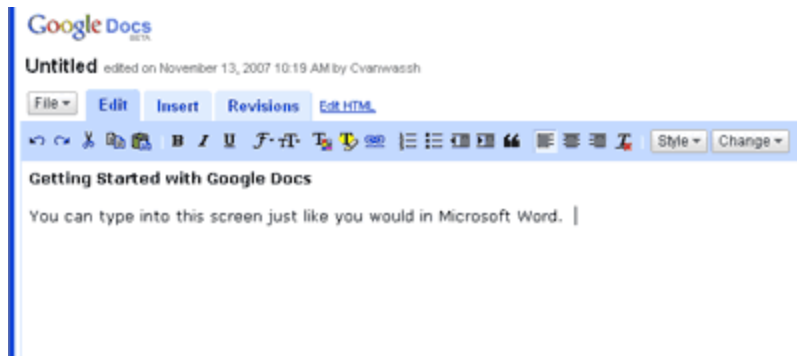 Google Docs
BETA
Untitled edited on November 13, 2007 10:19 AM by Cvanwassh
File Edit Insert Revisions Edit HTML
B I U Style Change
Getting Started with Google Docs
You can type into this screen just like you would in Microsoft Word.